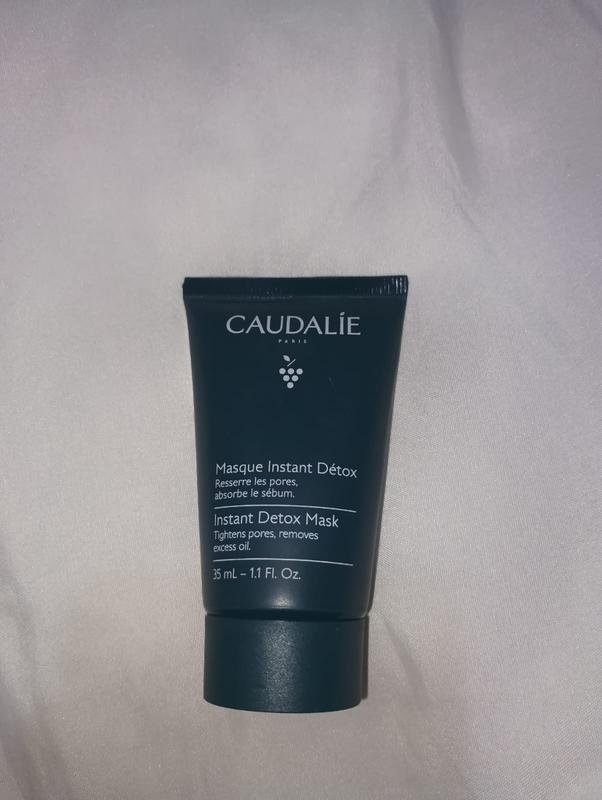 CAUDALÍE
PARIS
Masque Instant Détox
Resserre les pores,
absorbe le sébum.
Instant Detox Mask
Tightens pores, removes
excess oil.
35 mL – 1.1 Fl. Oz.